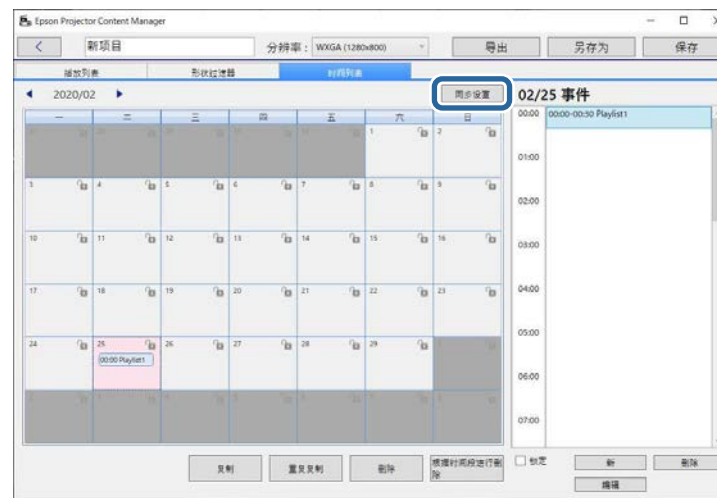 Epson Projector Content Manager
新项目 分辨率： WXGA (1280x800) 导出 另存为 保存
播放列表 形状过滤器 时间列表
2020/02 同步设置 02/25 事件
一 二 三 四 五 六 日
00:00 00:00-00:30 Playlist1
1 2
01:00
3 4 5 6 7 8 9
02:00
10 11 12 13 14 15 16
03:00
17 18 19 20 21 22 23
04:00
05:00
24 25 26 27 28 29
00:00 Playlist1
06:00
07:00
复制 重复复制 删除 根据时间段进行删除 锁定 新 删除
编辑